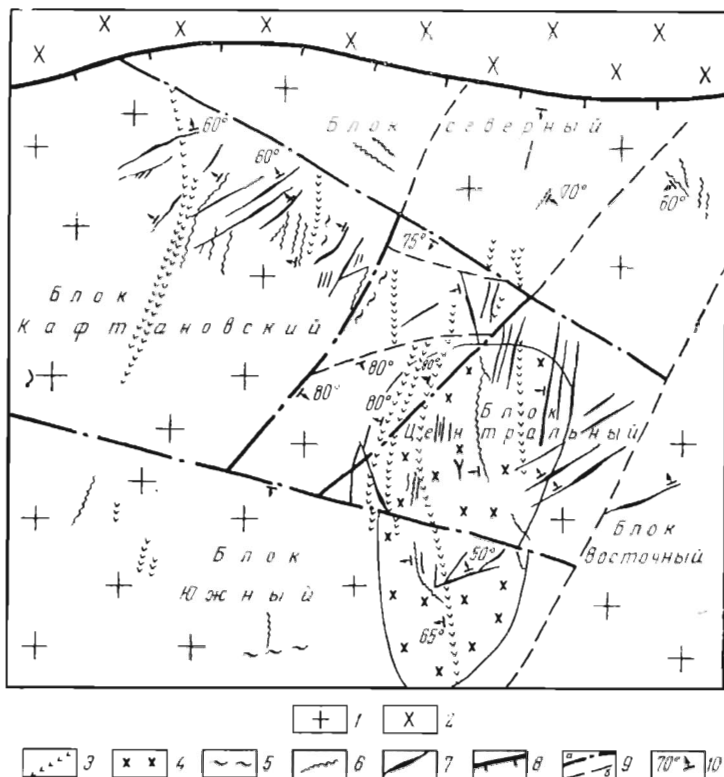 Блок северный
60°
60°
70°
60°
75°
Блок
Кафтановский
80°
80°
80°
80°
Блок
Центральный
Блок
Восточный
Блок
Южный
50°
65°
1
2
3
4
5
6
7
8
а
б
9
70°
10